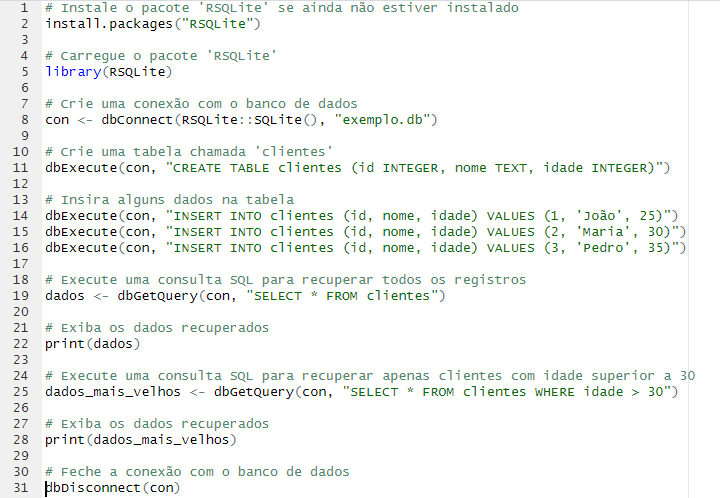 1 # Instale o pacote 'RSQLite' se ainda não estiver instalado
2 install.packages("RSQLite")
3
4 # Carregue o pacote 'RSQLite'
5 library(RSQLite)
6
7 # Crie uma conexão com o banco de dados
8 con <- dbConnect(RSQLite::SQLite(), "exemplo.db")
9
10 # Crie uma tabela chamada 'clientes'
11 dbExecute(con, "CREATE TABLE clientes (id INTEGER, nome TEXT, idade INTEGER)")
12
13 # Insira alguns dados na tabela
14 dbExecute(con, "INSERT INTO clientes (id, nome, idade) VALUES (1, 'João', 25)")
15 dbExecute(con, "INSERT INTO clientes (id, nome, idade) VALUES (2, 'Maria', 30)")
16 dbExecute(con, "INSERT INTO clientes (id, nome, idade) VALUES (3, 'Pedro', 35)")
17
18 # Execute uma consulta SQL para recuperar todos os registros
19 dados <- dbGetQuery(con, "SELECT * FROM clientes")
20
21 # Exiba os dados recuperados
22 print(dados)
23
24 # Execute uma consulta SQL para recuperar apenas clientes com idade superior a 30
25 dados_mais_velhos <- dbGetQuery(con, "SELECT * FROM clientes WHERE idade > 30")
26
27 # Exiba os dados recuperados
28 print(dados_mais_velhos)
29
30 # Feche a conexão com o banco de dados
31 dbDisconnect(con)